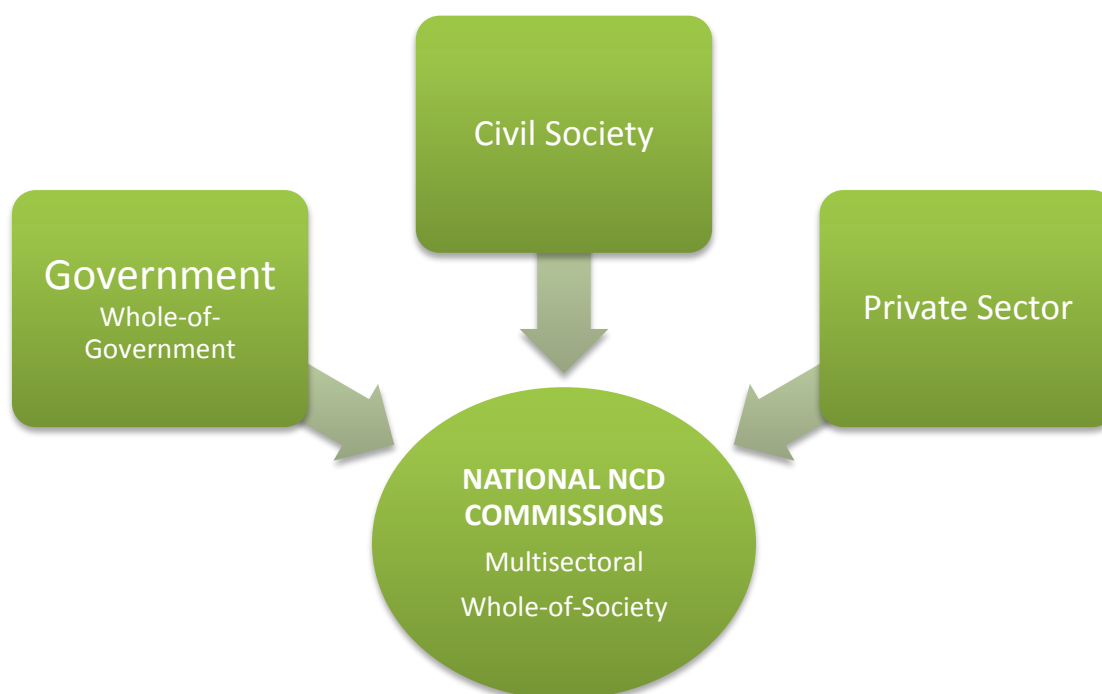 Civil Society
Government
Whole-of-
Government
Private Sector
NATIONAL NCD
COMMISSIONS
Multisectoral
Whole-of-Society